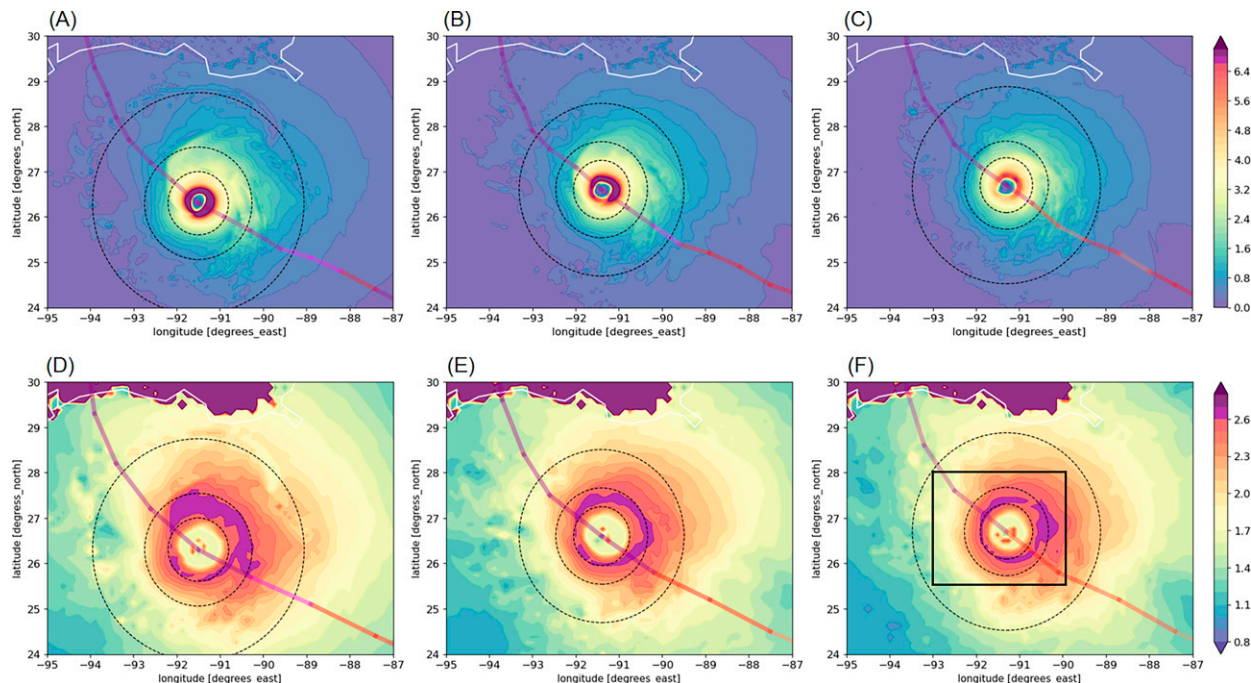 (A) (B) (C)
30 30 30
29 29 29
28 28 28
27 27 27
26 26 26
25 25 25
24 24 24
latitude [degrees_north] latitude [degrees_north] latitude [degrees_north]
−95 −94 −93 −92 −91 −90 −89 −88 −87 −95 −94 −93 −92 −91 −90 −89 −88 −87 −95 −94 −93 −92 −91 −90 −89 −88 −87
longitude [degrees_east] longitude [degrees_east] longitude [degrees_east]
6.4
5.6
4.8
4.0
3.2
2.4
1.6
0.8
0.0
(D) (E) (F)
30 30 30
29 29 29
28 28 28
27 27 27
26 26 26
25 25 25
24 24 24
latitude [degrees_north] latitude [degrees_north] latitude [degress_north]
−95 −94 −93 −92 −91 −90 −89 −88 −87 −95 −94 −93 −92 −91 −90 −89 −88 −87 −95 −94 −93 −92 −91 −90 −89 −88 −87
longitude [degrees_east] longitude [degrees_east] longitude [degrees_east]
2.6
2.3
2.0
1.7
1.4
1.1
0.8